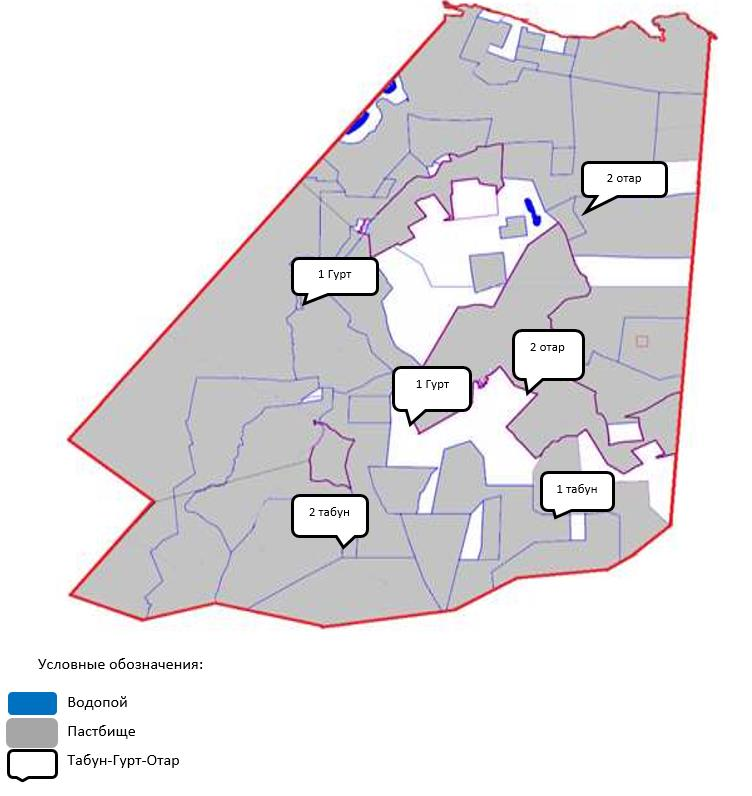 2 отар
1 Гурт
2 отар
1 Гурт
1 табун
2 табун
Условные обозначения:
Водопой
Пастбище
Табун-Гурт-Отар